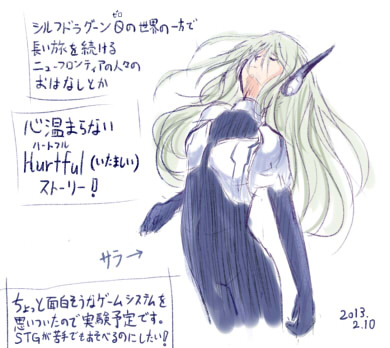 シルフドラグーンゼロの世界の一方で
長い旅を続ける
ニューフロンティアの人々の
おはなしとか
心温まらない
ハートフル
Hurtful(いたましい)
ストーリー!
サラ→
ちょっと面白そうなゲームシステムを
思いついたので実験予定です。
STGが苦手でもあそべるのにしたい!
2013.
2.10